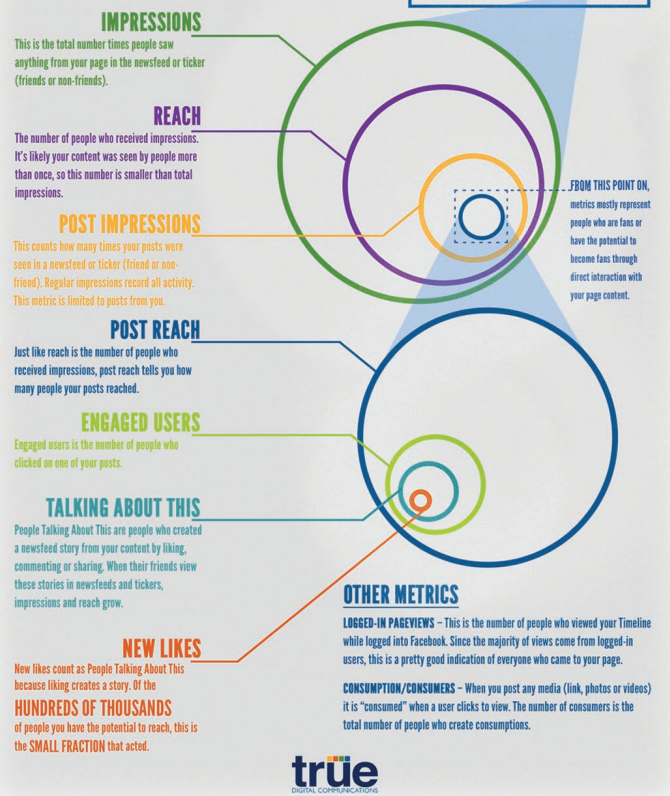 IMPRESSIONS
This is the total number times people saw
anything from your page in the newsfeed or ticker
(friends or non-friends).
REACH
The number of people who received impressions.
It's likely your content was seen by people more
than once, so this number is smaller than total
impressions.
POST IMPRESSIONS
This counts how many times your posts were
seen in a newsfeed or ticker (friend or non-
friend). Regular impressions record all activity.
This metric is limited to posts from you.
FROM THIS POINT ON,
metrics mostly represent
people who are fans or
have the potential to
become fans through
direct interaction with
your page content.
POST REACH
Just like reach is the number of people who
received impressions, post reach tells you how
many people your posts reached.
ENGAGED USERS
Engaged users is the number of people who
clicked on one of your posts.
TALKING ABOUT THIS
People Talking About This are people who created
a newsfeed story from your content by liking,
commenting or sharing. When their friends view
these stories in newsfeeds and tickers,
impressions and reach grow.
NEW LIKES
New likes count as People Talking About This
because liking creates a story. Of the
HUNDREDS OF THOUSANDS
of people you have the potential to reach, this is
the SMALL FRACTION that acted.
OTHER METRICS
LOGGED-IN PAGEVIEWS – This is the number of people who viewed your Timeline
while logged into Facebook. Since the majority of views come from logged-in
users, this is a pretty good indication of everyone who came to your page.
CONSUMPTION/CONSUMERS – When you post any media (link, photos or videos)
it is "consumed" when a user clicks to view. The number of consumers is the
total number of people who create consumptions.
trüe
DIGITAL COMMUNICATIONS